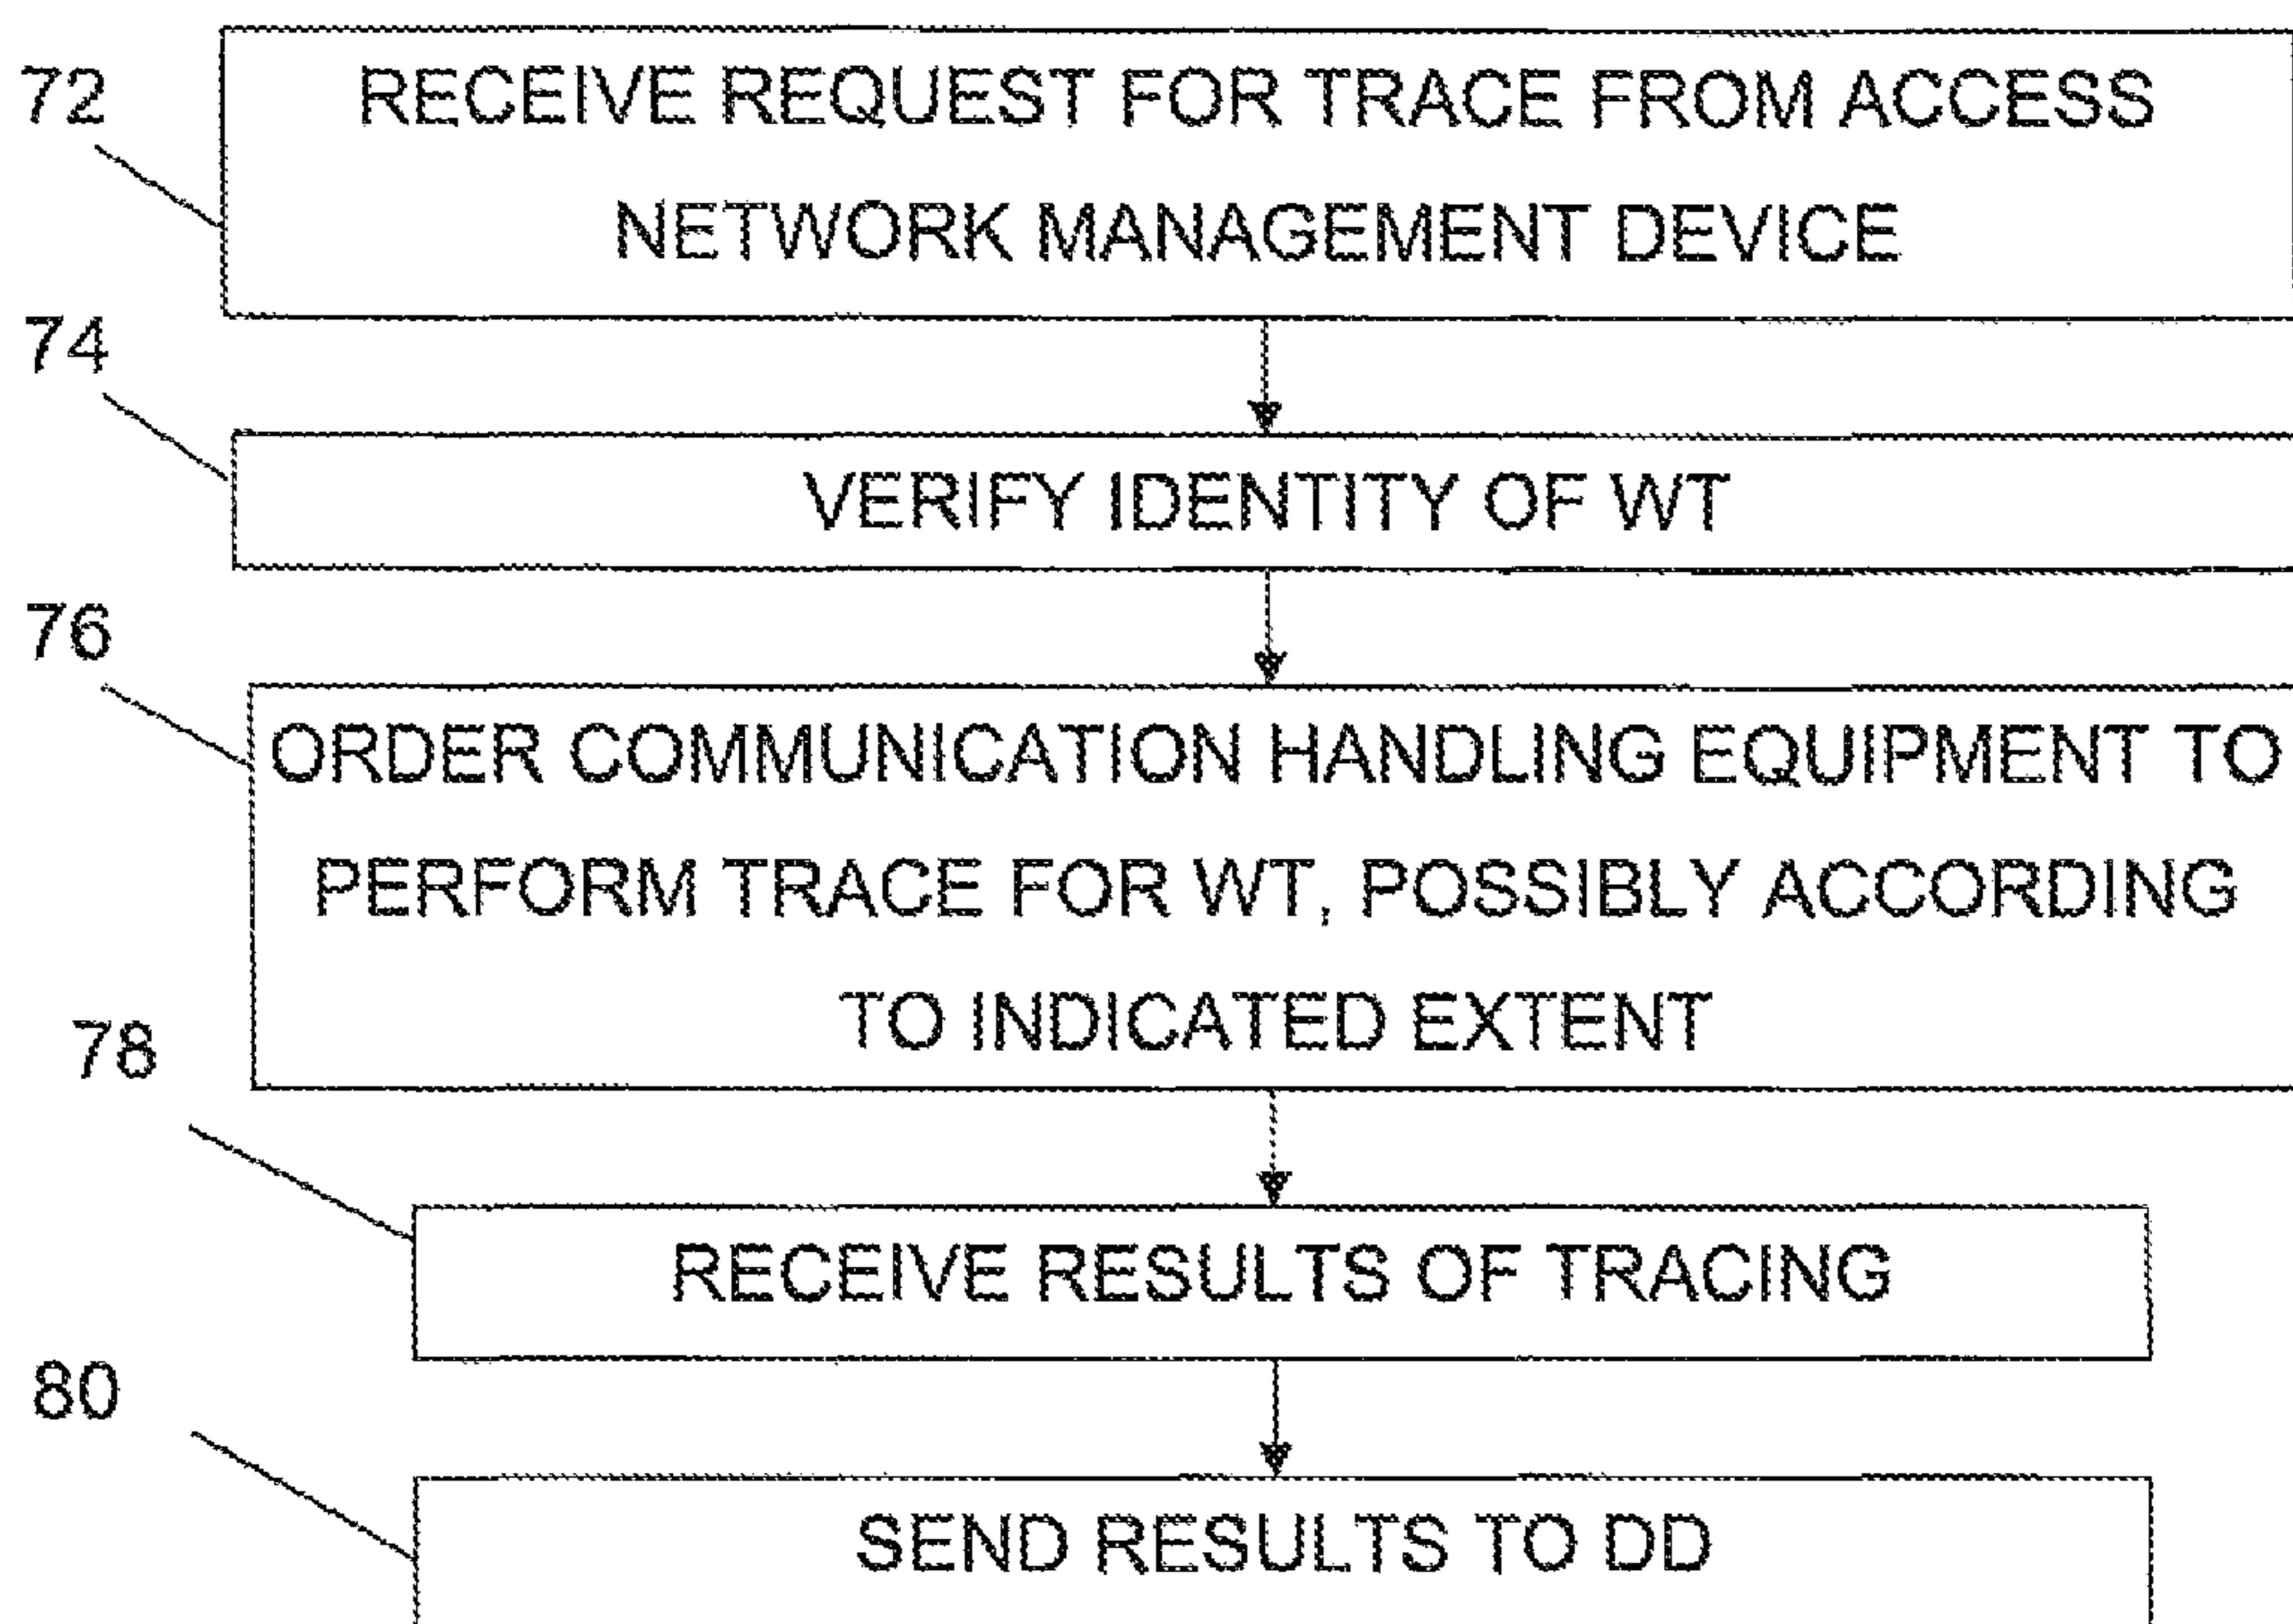 72
RECEIVE REQUEST FOR TRACE FROM ACCESS
NETWORK MANAGEMENT DEVICE
74
VERIFY IDENTITY OF WT
76
ORDER COMMUNICATION HANDLING EQUIPMENT TO
PERFORM TRACE FOR WT, POSSIBLY ACCORDING
TO INDICATED EXTENT
78
RECEIVE RESULTS OF TRACING
80
SEND RESULTS TO DD